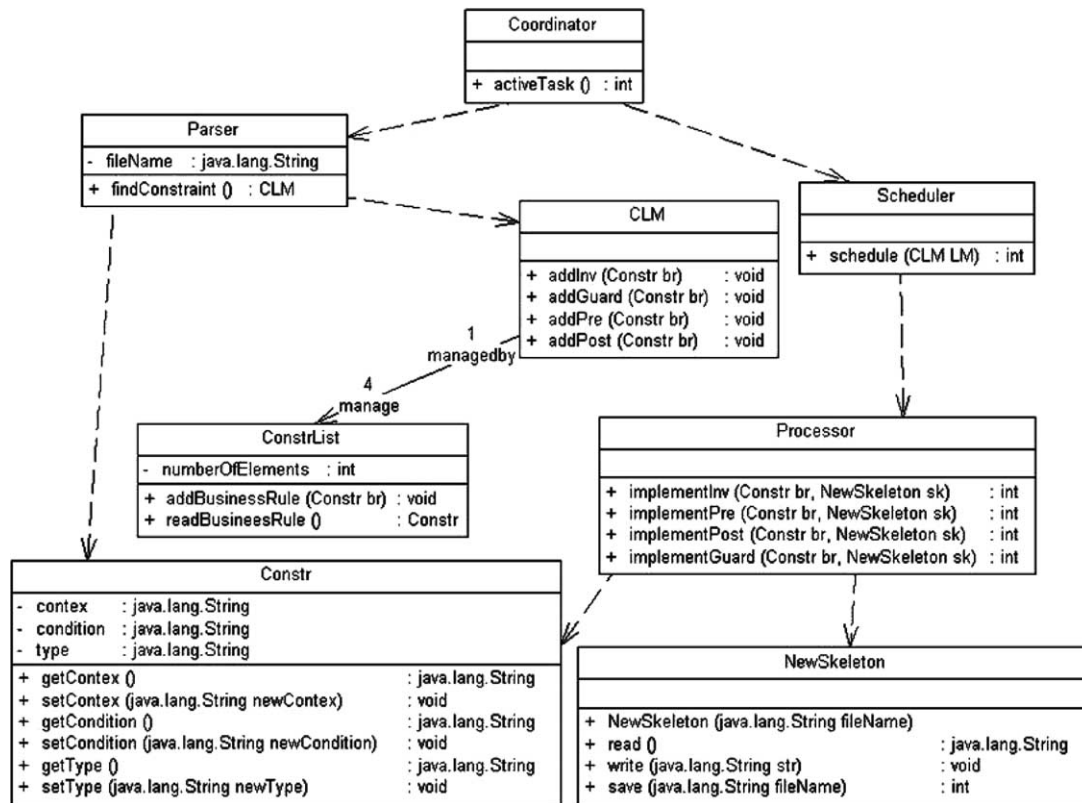 Coordinator
+ activeTask () : int
Parser
- fileName : java.lang.String
+ findConstraint () : CLM
CLM
+ addInv (Constr br) : void
+ addGuard (Constr br) : void
+ addPre (Constr br) : void
+ addPost (Constr br) : void
Scheduler
+ schedule (CLM LM) : int
1
managedby
4
manage
ConstrList
- numberOfElements : int
+ addBusinessRule (Constr br) : void
+ readBusineesRule () : Constr
Processor
+ implementInv (Constr br, NewSkeleton sk) : int
+ implementPre (Constr br, NewSkeleton sk) : int
+ implementPost (Constr br, NewSkeleton sk) : int
+ implementGuard (Constr br, NewSkeleton sk) : int
Constr
- contex : java.lang.String
- condition : java.lang.String
- type : java.lang.String
+ getContex () : java.lang.String
+ setContex (java.lang.String newContex) : void
+ getCondition () : java.lang.String
+ setCondition (java.lang.String newCondition) : void
+ getType () : java.lang.String
+ setType (java.lang.String newType) : void
NewSkeleton
+ NewSkeleton (java.lang.String fileName)
+ read () : java.lang.String
+ write (java.lang.String str) : void
+ save (java.lang.String fileName) : int